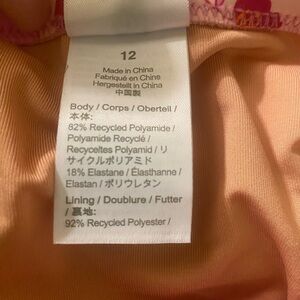 12
Made in China
Fabriqué en Chine
Hergestellt in China
中国製
Body / Corps / Oberteil /
本体:
82% Recycled Polyamide /
Polyamide Recyclé /
Recyceltes Polyamid / リ
サイクルポリアミド
18% Elastane / Élasthanne /
Elastan / ポリウレタン
Lining / Doublure / Futter
/ 裏地:
92% Recycled Polyester /